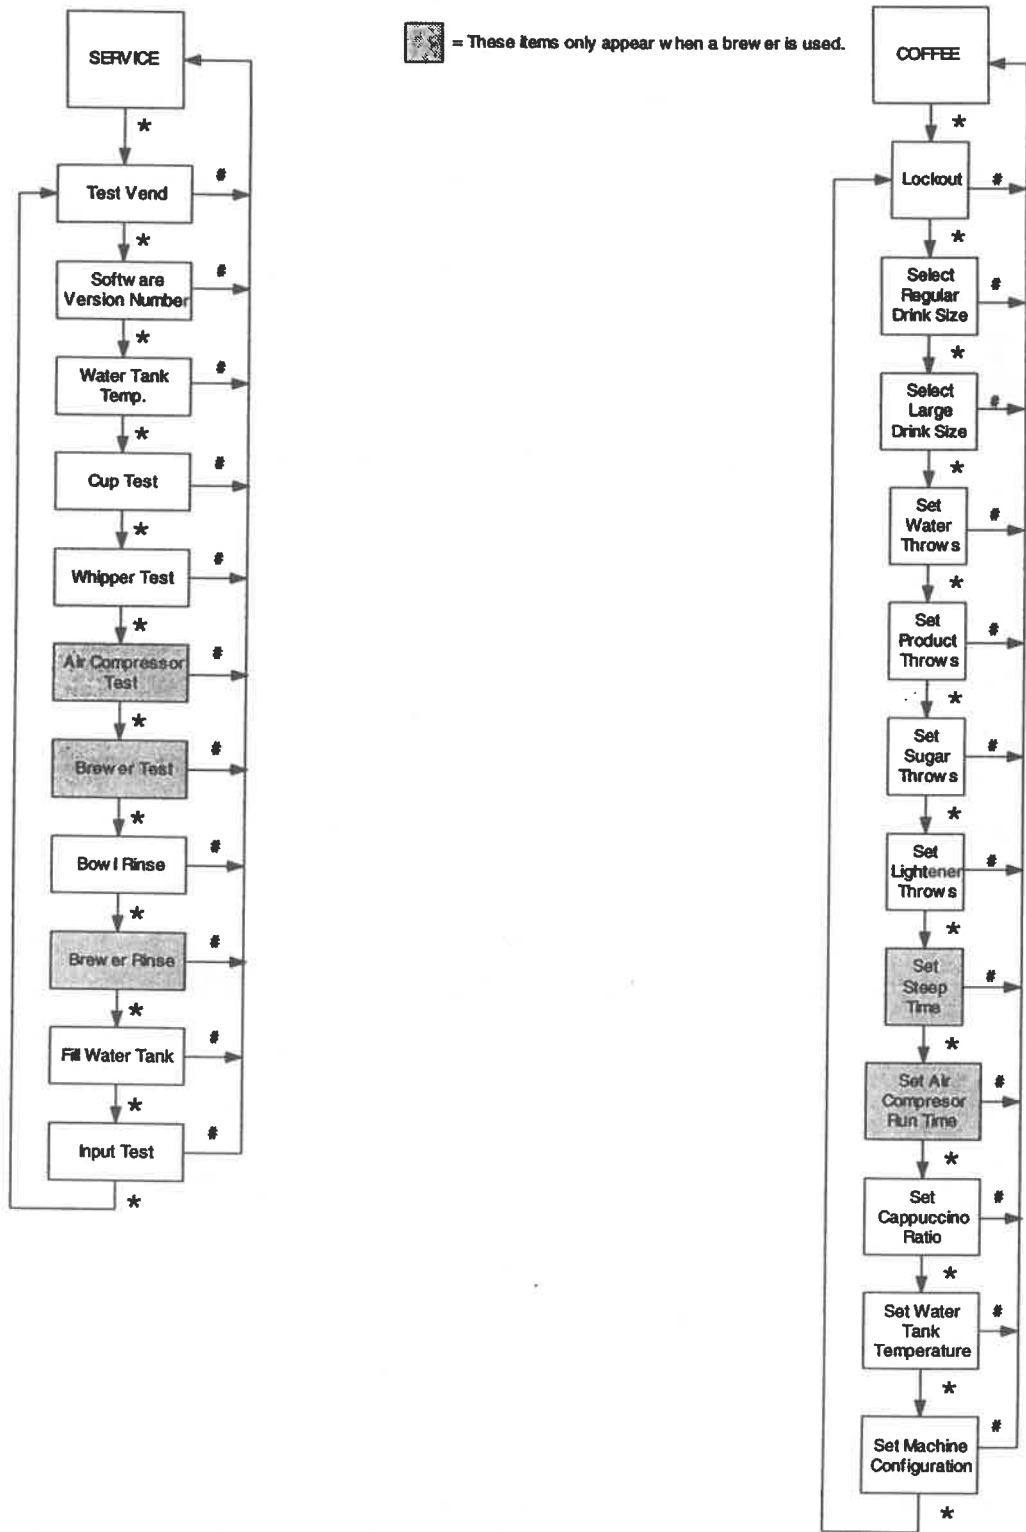 SERVICE
*
Test Vend
#
*
Software
Version Number
#
*
Water Tank
Temp.
#
*
Cup Test
#
*
Whipper Test
#
*
Air Compressor
Test
#
*
Brewer Test
#
*
Bowl Rinse
#
*
Brewer Rinse
#
*
Fill Water Tank
#
*
Input Test
#
*
= These items only appear when a brewer is used.
COFFEE
*
Lockout
#
*
Select
Regular
Drink Size
#
*
Select
Large
Drink Size
#
*
Set
Water
Throws
#
*
Set
Product
Throws
#
*
Set
Sugar
Throws
#
*
Set
Lightener
Throws
#
*
Set
Steep
Time
#
*
Set Air
Compresor
Run Time
#
*
Set
Cappuccino
Ratio
#
*
Set Water
Tank
Temperature
#
*
Set Machine
Configuration
#
*